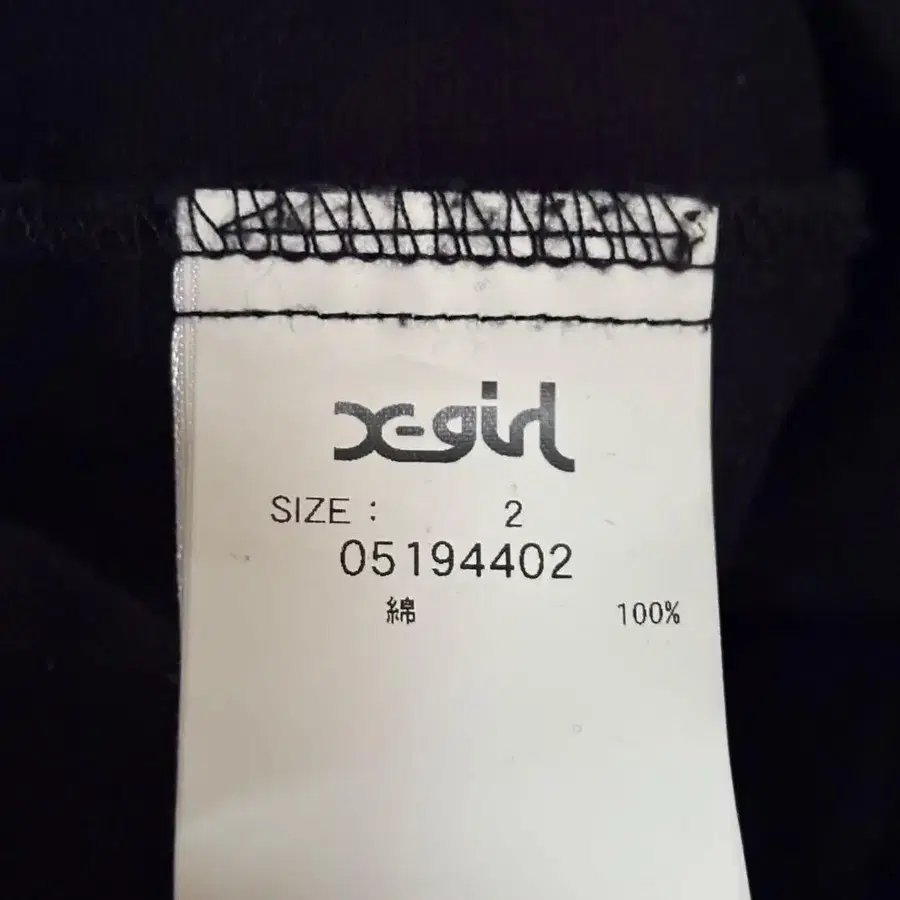 X-girl
SIZE : 2
05194402
綿 100%